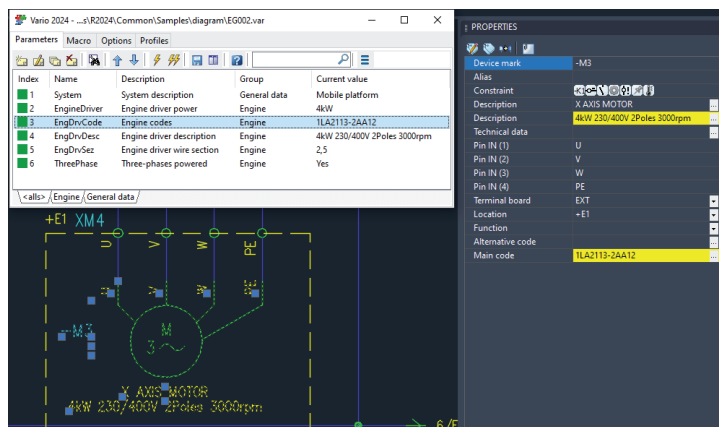 Vario 2024 - ...s\R2024\Common\Samples\diagram\EG002.var
Parameters Macro Options Profiles
Index Name Description Group Current value
1 System System description General data Mobile platform
2 EngineDriver Engine driver power Engine 4kW
3 EngDrvCode Engine codes Engine 1LA2113-2AA12
4 EngDrvDesc Engine driver description Engine 4kW 230/400V 2Poles 3000rpm
5 EngDrvSez Engine driver wire section Engine 2,5
6 ThreePhase Three-phases powered Engine Yes
<alls> Engine General data
PROPERTIES
Device mark -M3
Alias
Constraint
Description X AXIS MOTOR
Description 4kW 230/400V 2Poles 3000rpm
Technical data
Pin IN (1) U
Pin IN (2) V
Pin IN (3) W
Pin IN (4) PE
Terminal board EXT
Location +E1
Function
Alternative code
Main code 1LA2113-2AA12
+E1 XM4
U V W PE
U V W PE
-M3
M
3~
X AXIS MOTOR
4kW 230/400V 2Poles 3000rpm
6/E